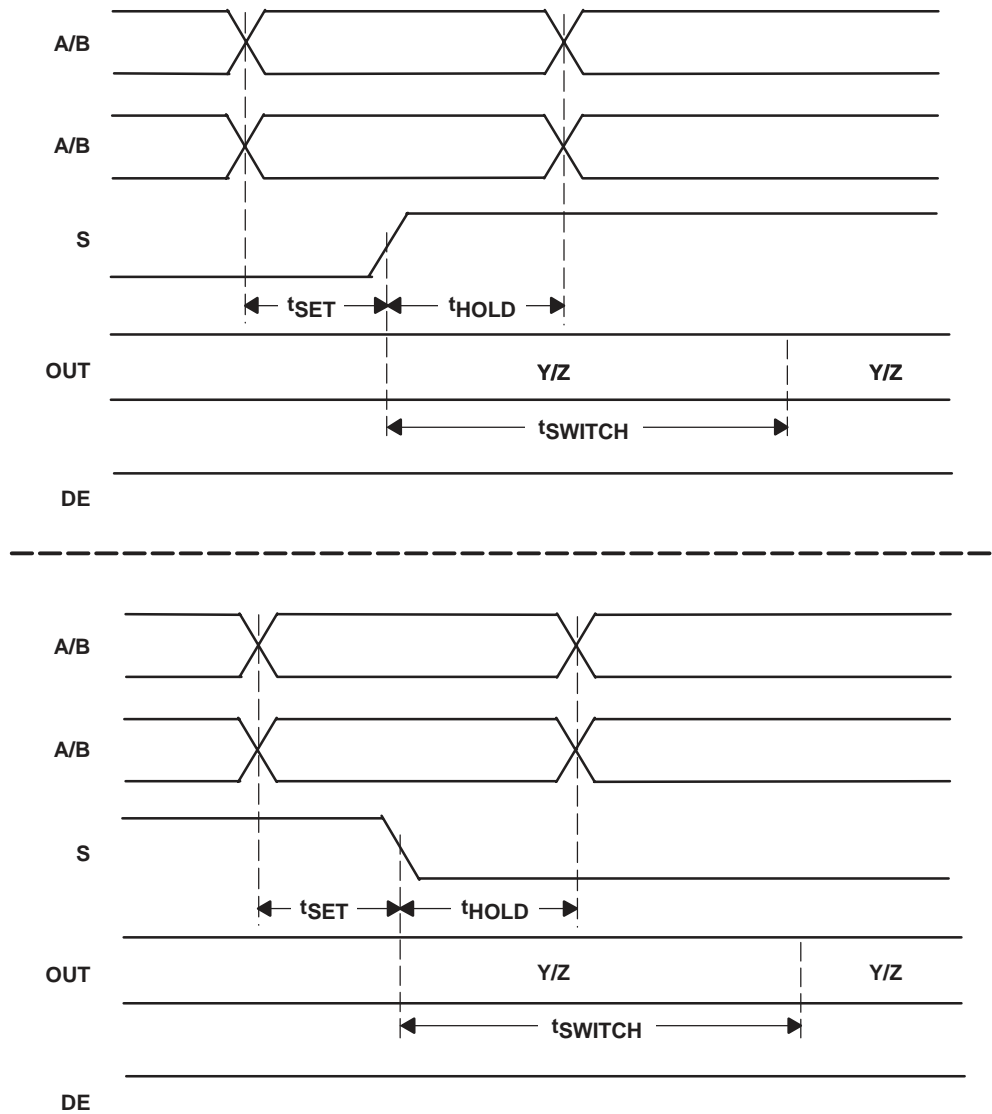 A/B
A/B
S
tSET tHOLD
OUT Y/Z Y/Z
tSWITCH
DE
A/B
A/B
S
tSET tHOLD
OUT Y/Z Y/Z
tSWITCH
DE